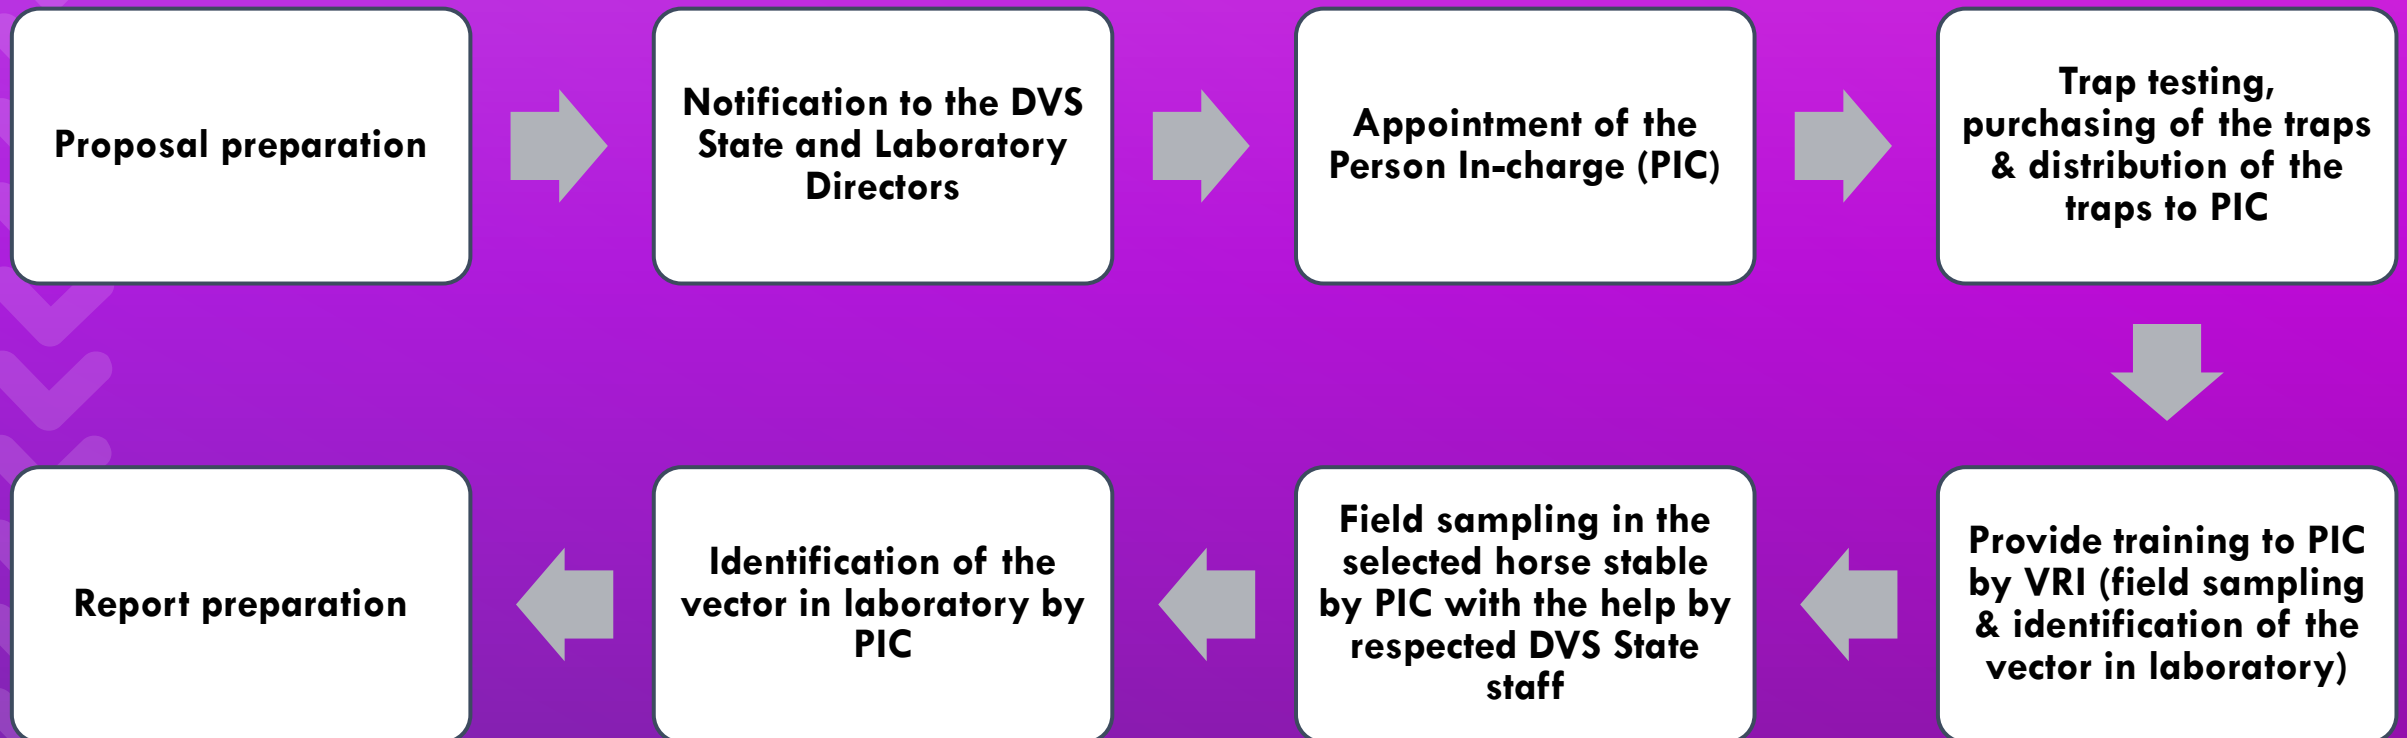 Proposal preparation
Notification to the DVS
State and Laboratory
Directors
Appointment of the
Person In-charge (PIC)
Trap testing,
purchasing of the traps
& distribution of the
traps to PIC
Provide training to PIC
by VRI (field sampling
& identification of the
vector in laboratory)
Field sampling in the
selected horse stable
by PIC with the help by
respected DVS State
staff
Identification of the
vector in laboratory by
PIC
Report preparation